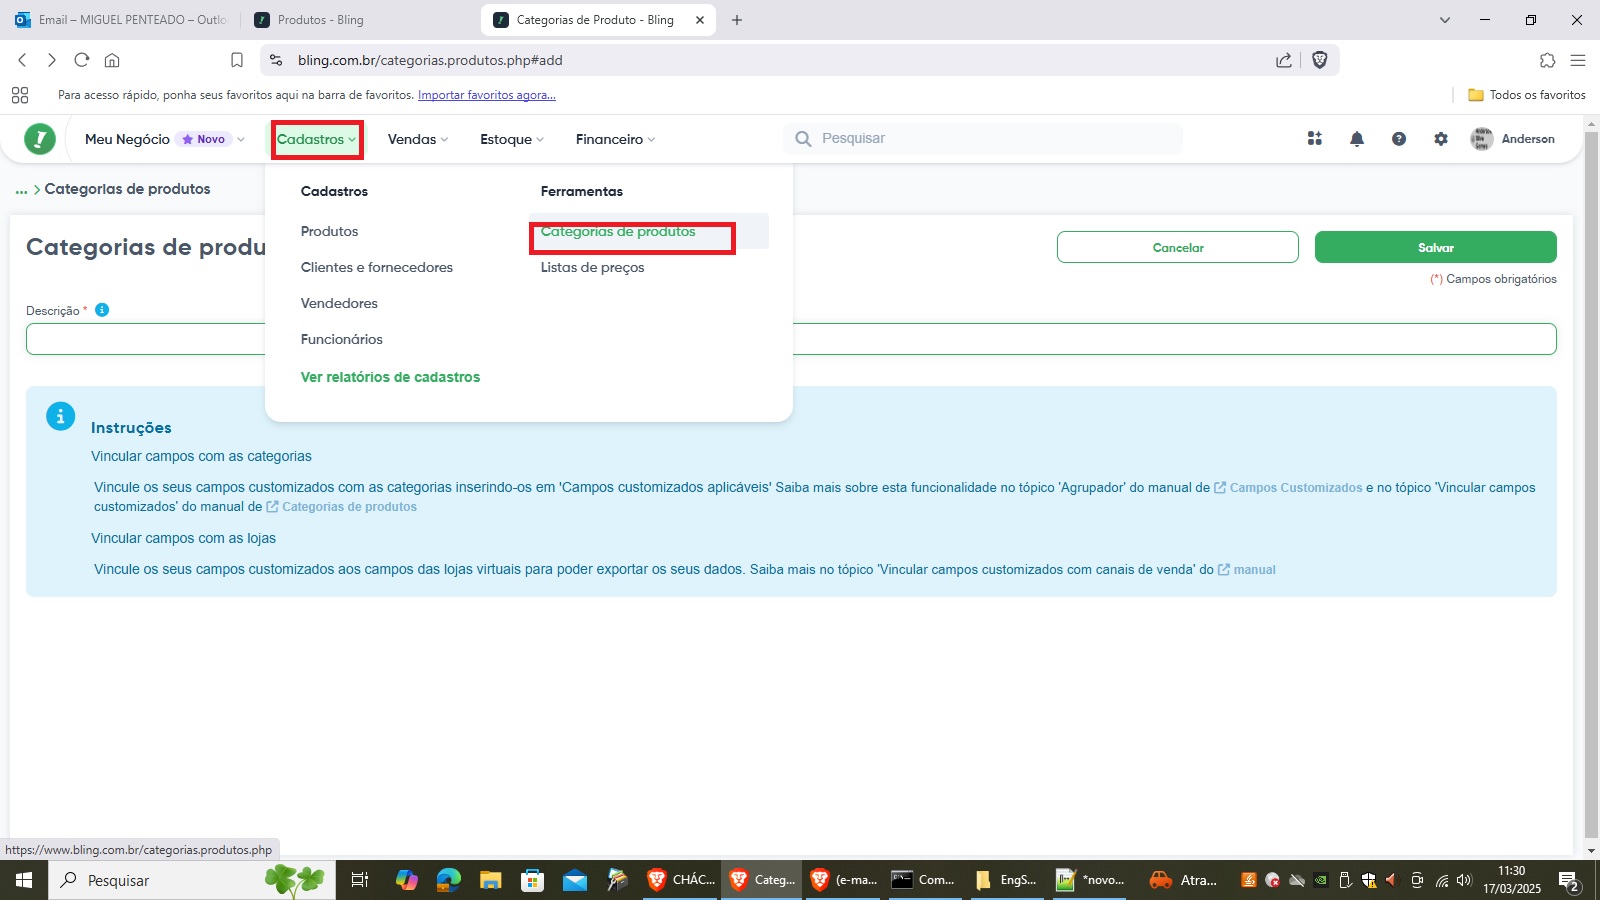 Email – MIGUEL PENTEADO – Outlo
Produtos - Bling
Categorias de Produto - Bling
bling.com.br/categorias.produtos.php#add
Para acesso rápido, ponha seus favoritos aqui na barra de favoritos. Importar favoritos agora...
Todos os favoritos
Meu Negócio Novo Cadastros Vendas Estoque Financeiro Pesquisar Anderson
... > Categorias de produtos
Cadastros
Produtos
Clientes e fornecedores
Vendedores
Funcionários
Ver relatórios de cadastros
Ferramentas
Categorias de produtos
Listas de preços
Categorias de produ
Cancelar
Salvar
(*) Campos obrigatórios
Descrição *
Instruções
Vincular campos com as categorias
Vincule os seus campos customizados com as categorias inserindo-os em 'Campos customizados aplicáveis' Saiba mais sobre esta funcionalidade no tópico 'Agrupador' do manual de Campos Customizados e no tópico 'Vincular campos
customizados' do manual de Categorias de produtos
Vincular campos com as lojas
Vincule os seus campos customizados aos campos das lojas virtuais para poder exportar os seus dados. Saiba mais no tópico 'Vincular campos customizados com canais de venda' do manual
https://www.bling.com.br/categorias.produtos.php
Pesquisar
CHÁC...
Categ...
(e-ma...
Com...
EngS...
*novo...
Atra...
11:30
17/03/2025
2